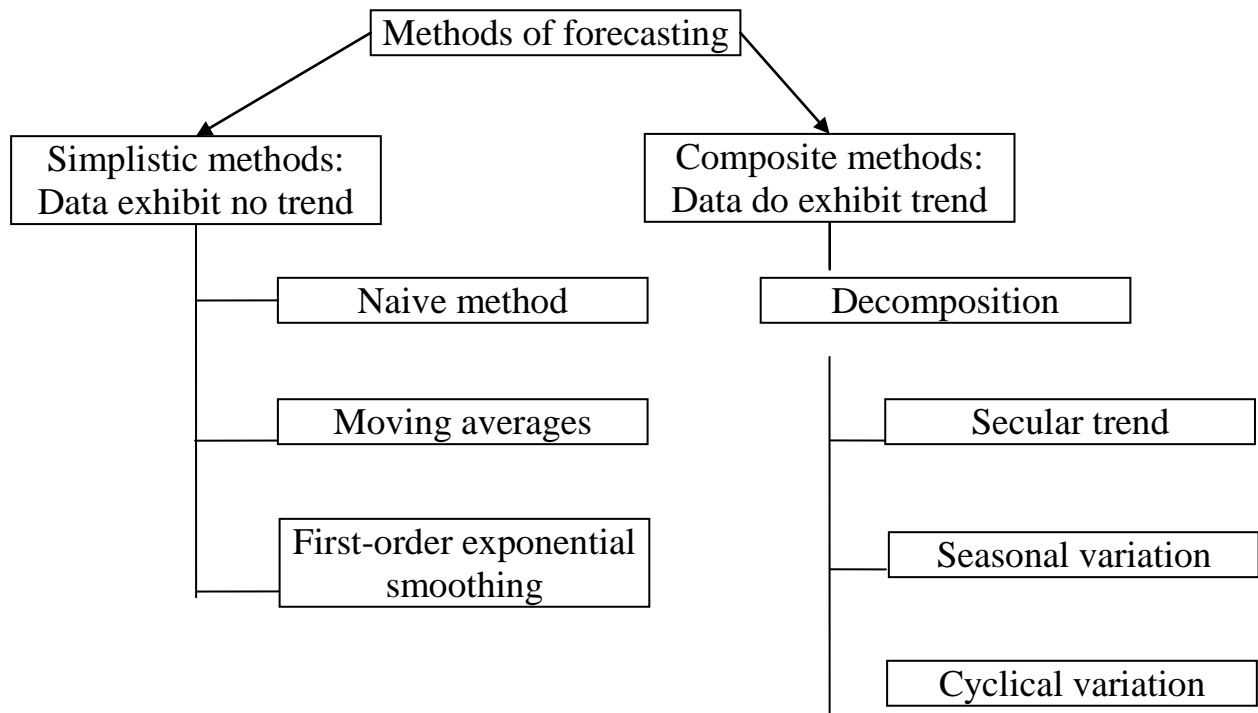 Methods of forecasting
Simplistic methods:
Data exhibit no trend
Composite methods:
Data do exhibit trend
Naive method
Decomposition
Moving averages
Secular trend
First-order exponential
smoothing
Seasonal variation
Cyclical variation